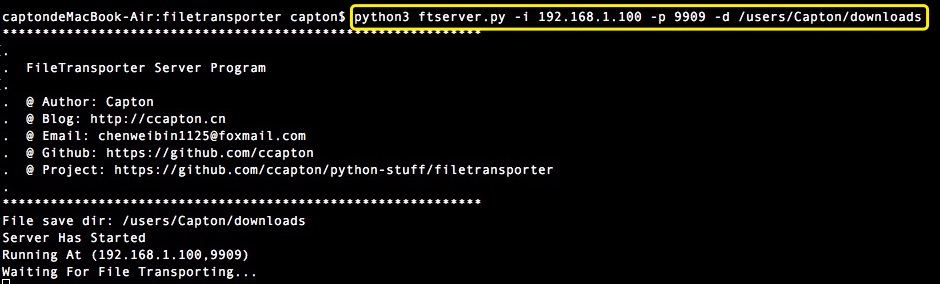 captondeMacBook-Air:filetransporter capton$ python3 ftserver.py -i 192.168.1.100 -p 9909 -d /users/Capton/downloads
************************************************************
.
.  FileTransporter Server Program
.
.  @ Author: Capton
.  @ Blog: http://ccapton.cn
.  @ Email: chenweibin1125@foxmail.com
.  @ Github: https://github.com/ccapton
.  @ Project: https://github.com/ccapton/python-stuff/filetransporter
.
************************************************************
File save dir: /users/Capton/downloads
Server Has Started
Running At (192.168.1.100,9909)
Waiting For File Transporting...